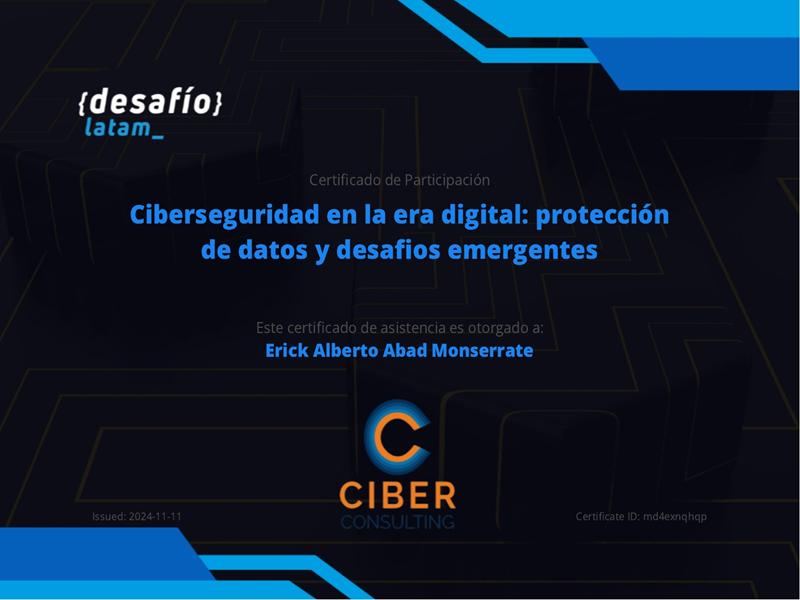 {desafío}
latam_
Certificado de Participación
Ciberseguridad en la era digital: protección
de datos y desafios emergentes
Este certificado de asistencia es otorgado a:
Erick Alberto Abad Monserrate
CIBER
CONSULTING
Issued: 2024-11-11
Certificate ID: md4exnqhqp